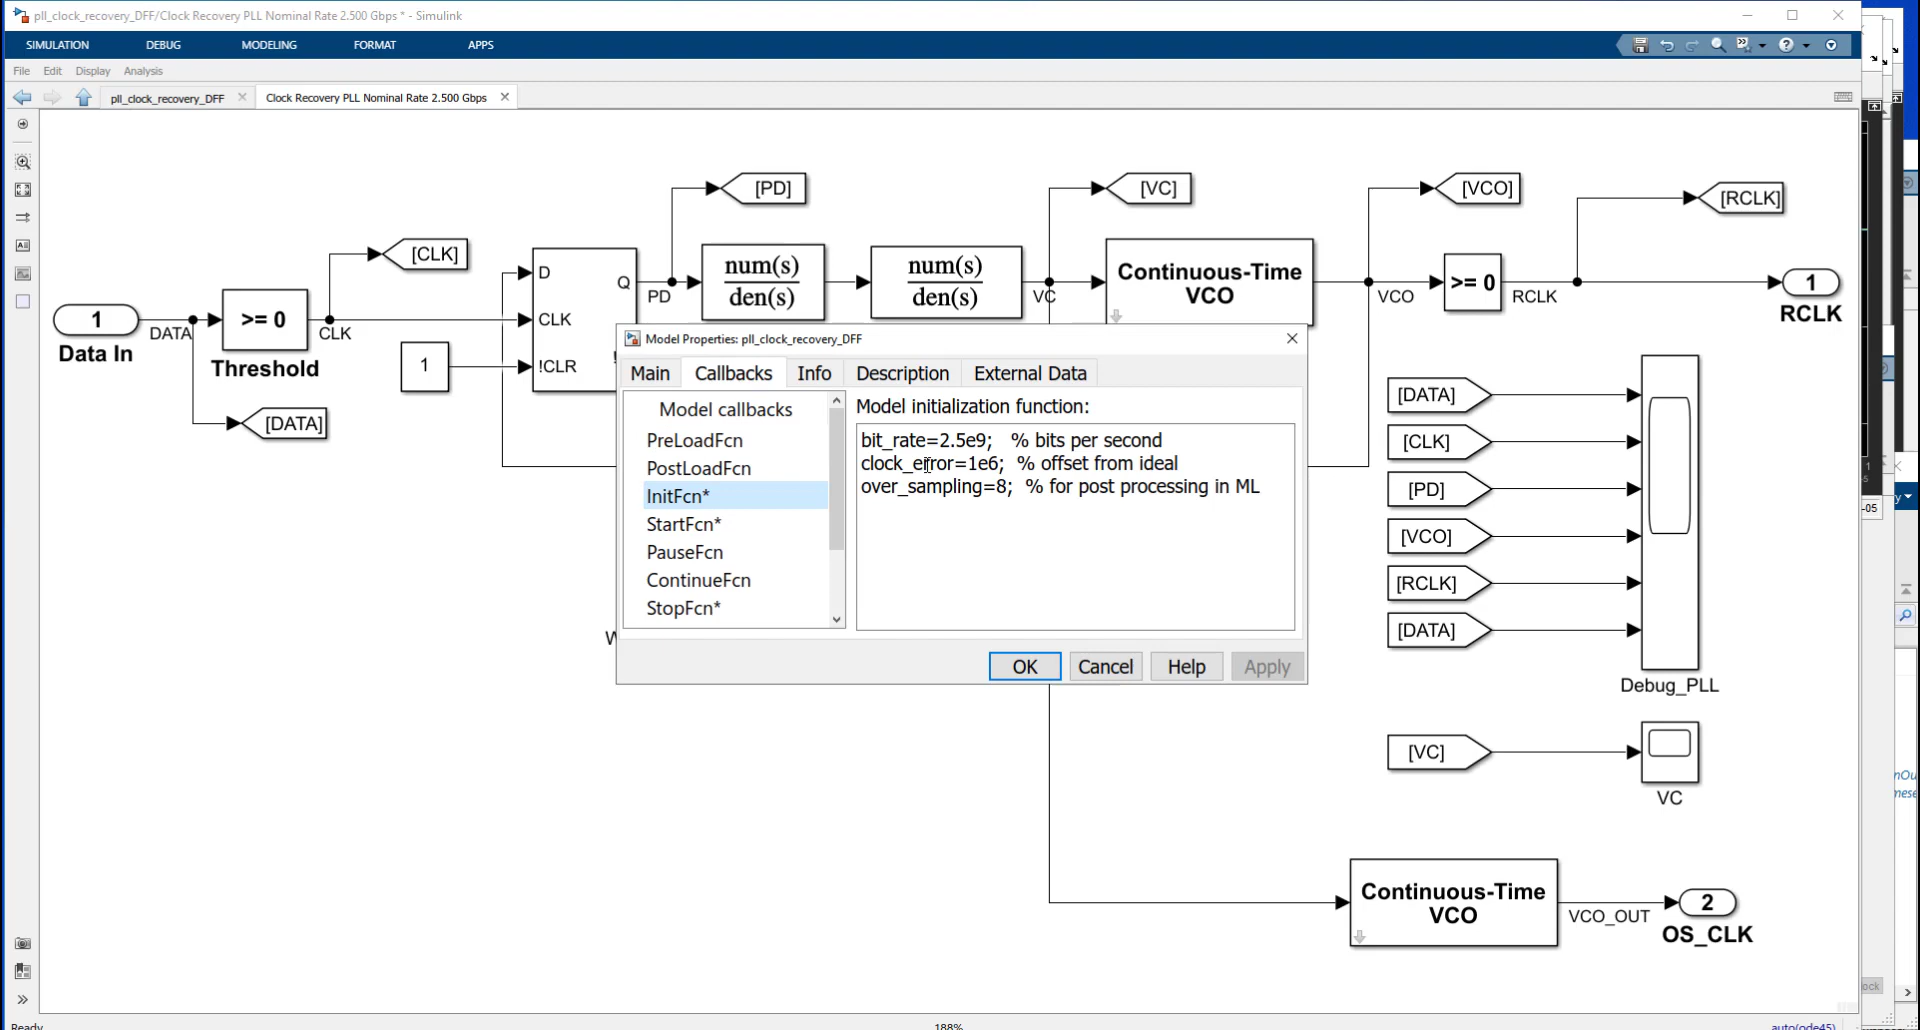 pll_clock_recovery_DFF/Clock Recovery PLL Nominal Rate 2.500 Gbps * - Simulink
SIMULATION DEBUG MODELING FORMAT APPS
File Edit Display Analysis
pll_clock_recovery_DFF Clock Recovery PLL Nominal Rate 2.500 Gbps
[PD] [VC] [VCO] [RCLK]
[CLK]
1
Data In
DATA
>= 0
Threshold
CLK
[DATA]
1
D
CLK
!CLR
Q
PD
num(s)
den(s)
num(s)
den(s)
VC
Continuous-Time
VCO
VCO
>= 0
RCLK
1
RCLK
Model Properties: pll_clock_recovery_DFF
Main Callbacks Info Description External Data
Model callbacks
PreLoadFcn
PostLoadFcn
InitFcn*
StartFcn*
PauseFcn
ContinueFcn
StopFcn*
Model initialization function:
bit_rate=2.5e9; % bits per second
clock_error=1e6; % offset from ideal
over_sampling=8; % for post processing in ML
OK Cancel Help Apply
[DATA]
[CLK]
[PD]
[VCO]
[RCLK]
[DATA]
Debug_PLL
[VC]
VC
Continuous-Time
VCO
VCO_OUT
2
OS_CLK
Ready
188%
auto(ode45)
-05
ock